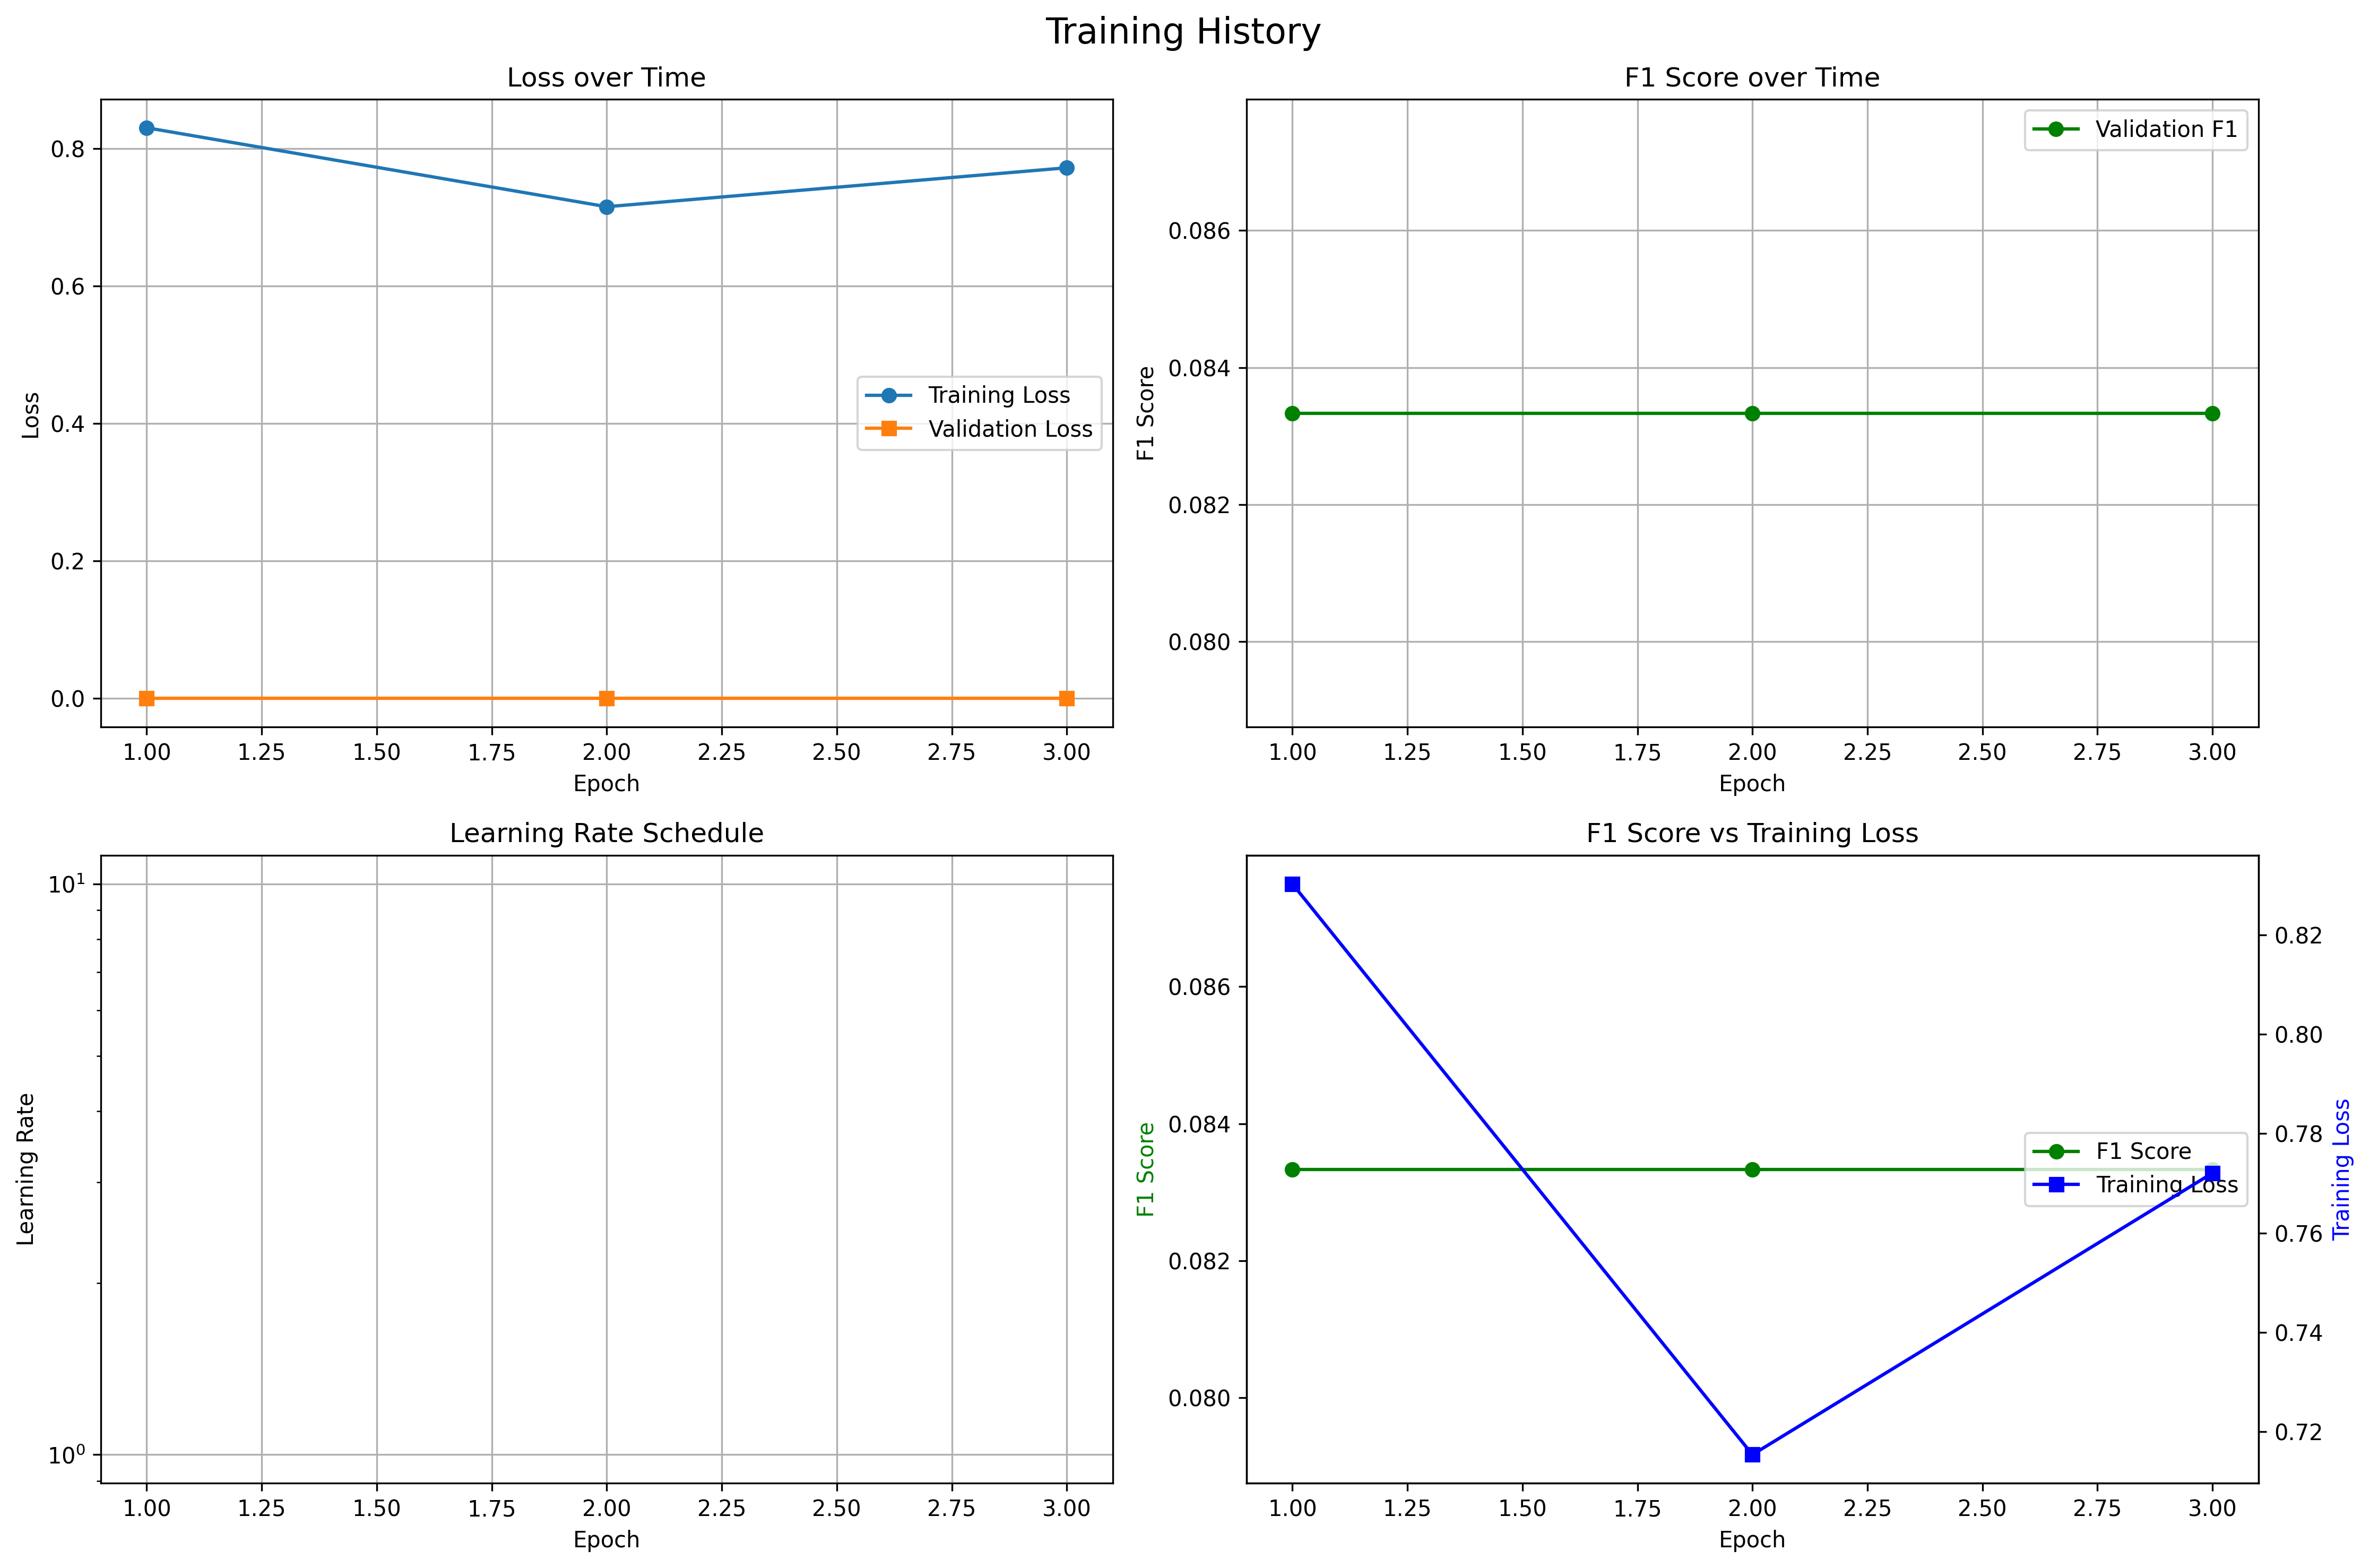 Training History
Loss over Time
Loss
0.8
0.6
0.4
0.2
0.0
Training Loss
Validation Loss
1.00 1.25 1.50 1.75 2.00 2.25 2.50 2.75 3.00
Epoch
F1 Score over Time
F1 Score
0.086
0.084
0.082
0.080
Validation F1
1.00 1.25 1.50 1.75 2.00 2.25 2.50 2.75 3.00
Epoch
Learning Rate Schedule
Learning Rate
10¹
10⁰
1.00 1.25 1.50 1.75 2.00 2.25 2.50 2.75 3.00
Epoch
F1 Score vs Training Loss
F1 Score
0.086
0.084
0.082
0.080
F1 Score
Training Loss
0.82
0.80
0.78
0.76
0.74
0.72
Training Loss
1.00 1.25 1.50 1.75 2.00 2.25 2.50 2.75 3.00
Epoch